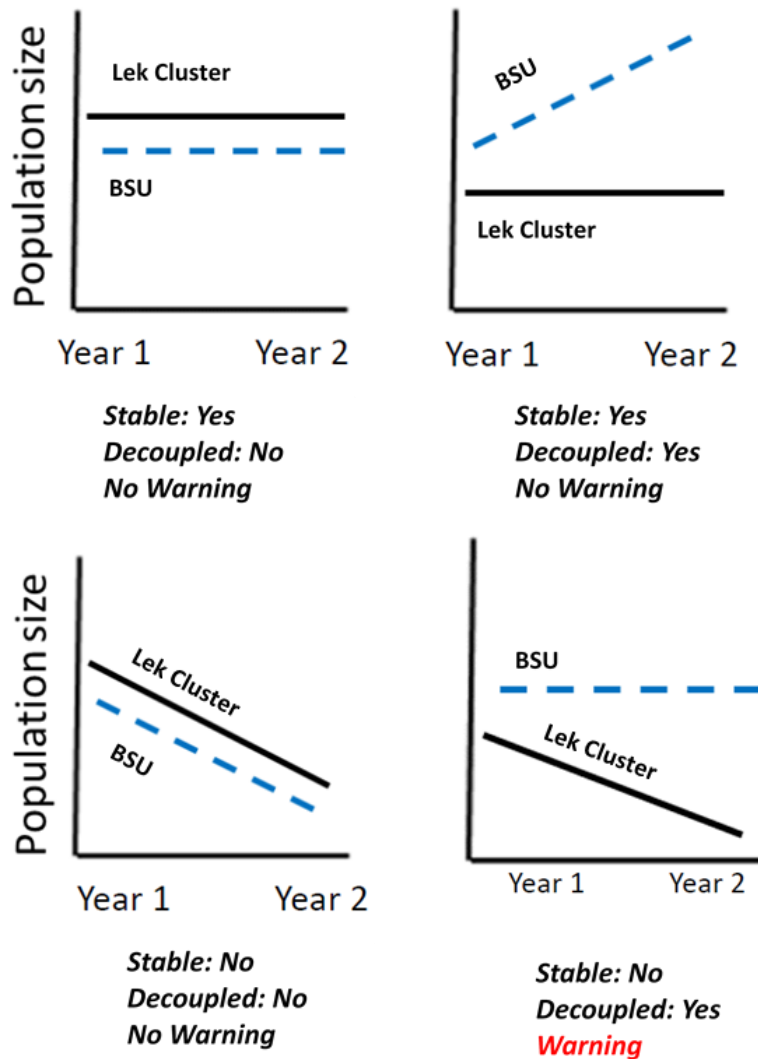 Population size
Lek Cluster
BSU
Year 1
Year 2
Stable: Yes
Decoupled: No
No Warning
BSU
Lek Cluster
Year 1
Year 2
Stable: Yes
Decoupled: Yes
No Warning
Population size
Lek Cluster
BSU
Year 1
Year 2
Stable: No
Decoupled: No
No Warning
BSU
Lek Cluster
Year 1
Year 2
Stable: No
Decoupled: Yes
Warning